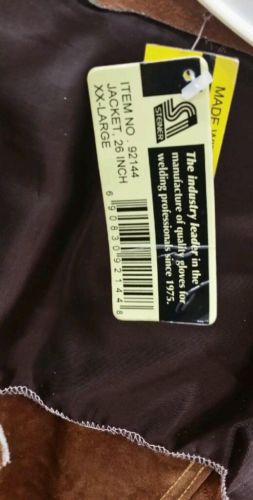 STEINER
The industry leader in the
manufacture of quality gloves for
welding professionals since 1975.
ITEM NO. 92144
JACKET, 26 INCH
XX-LARGE
6 90830 92144 8
MADE W